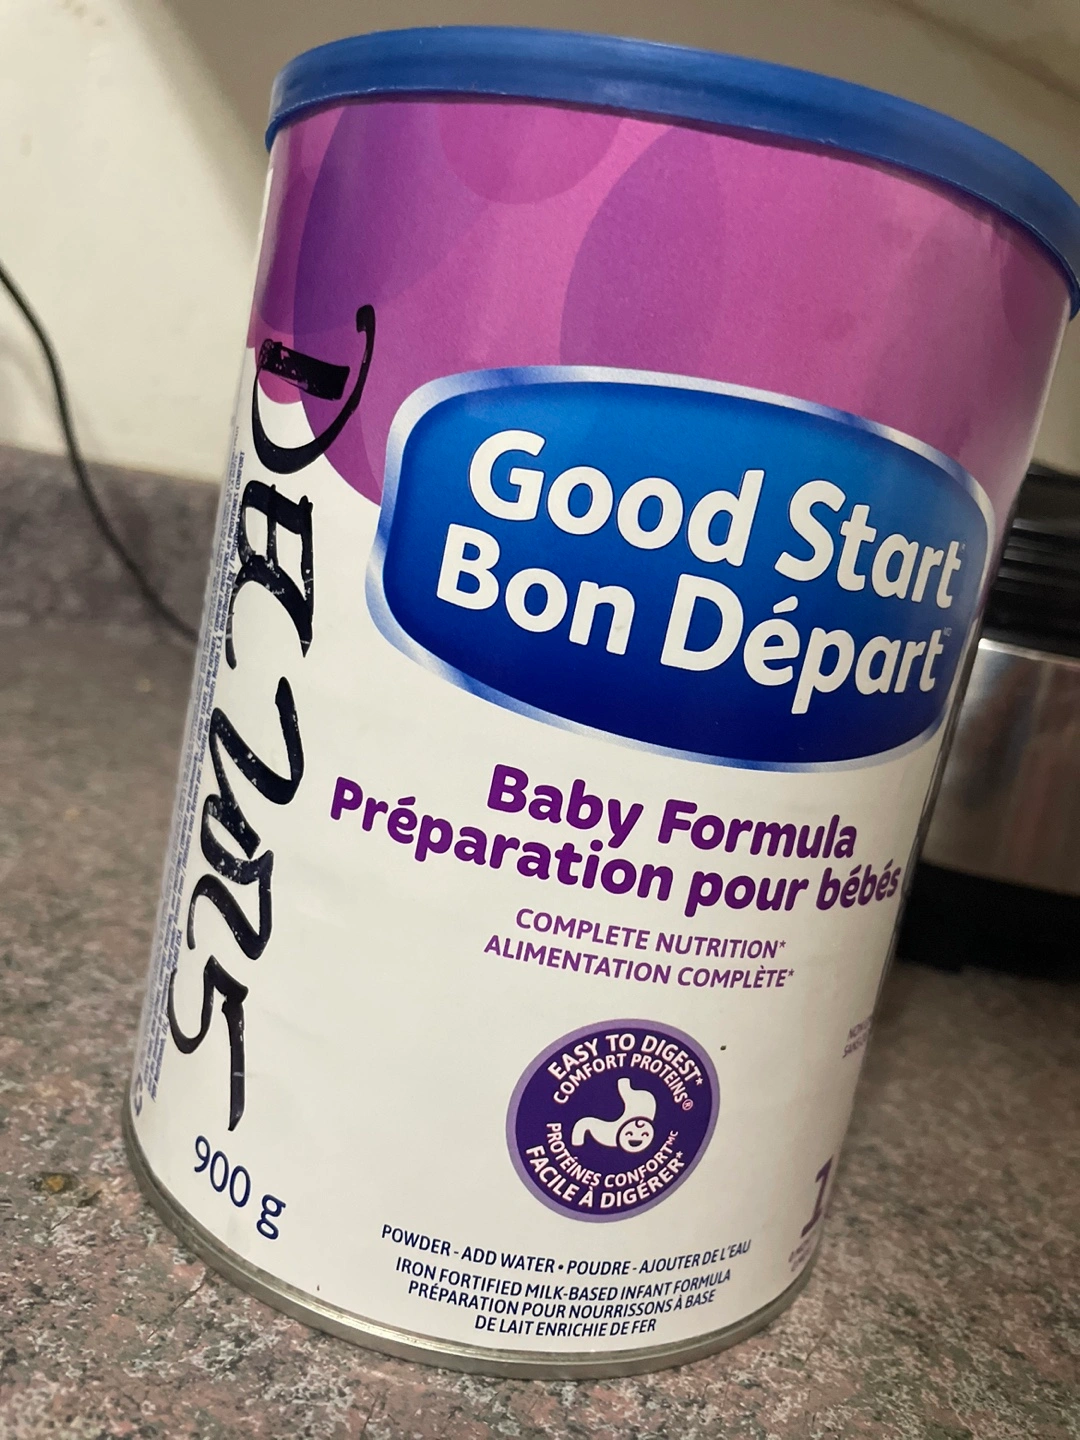 Good Start
Bon Départ
Baby Formula
Préparation pour bébés
COMPLETE NUTRITION*
ALIMENTATION COMPLÈTE*
EASY TO DIGEST*
COMFORT PROTEINS®
PROTÉINES CONFORT MC
FACILE À DIGÉRER*
DEC 2025
900 g
POWDER - ADD WATER • POUDRE - AJOUTER DE L'EAU
IRON FORTIFIED MILK-BASED INFANT FORMULA
PRÉPARATION POUR NOURRISSONS À BASE
DE LAIT ENRICHIE DE FER
1